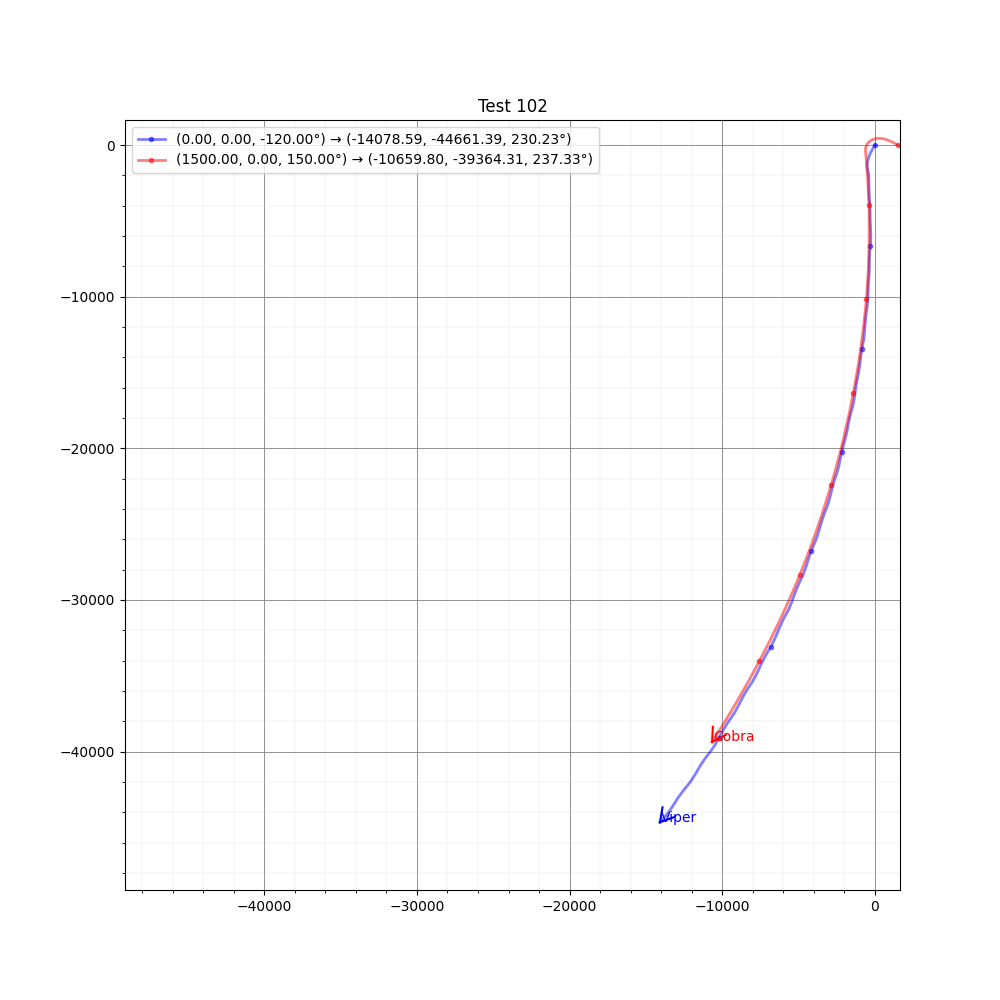 Test 102
(0.00, 0.00, -120.00°) → (-14078.59, -44661.39, 230.23°)
(1500.00, 0.00, 150.00°) → (-10659.80, -39364.31, 237.33°)
0
−10000
−20000
−30000
−40000
Cobra
Viper
−40000
−30000
−20000
−10000
0